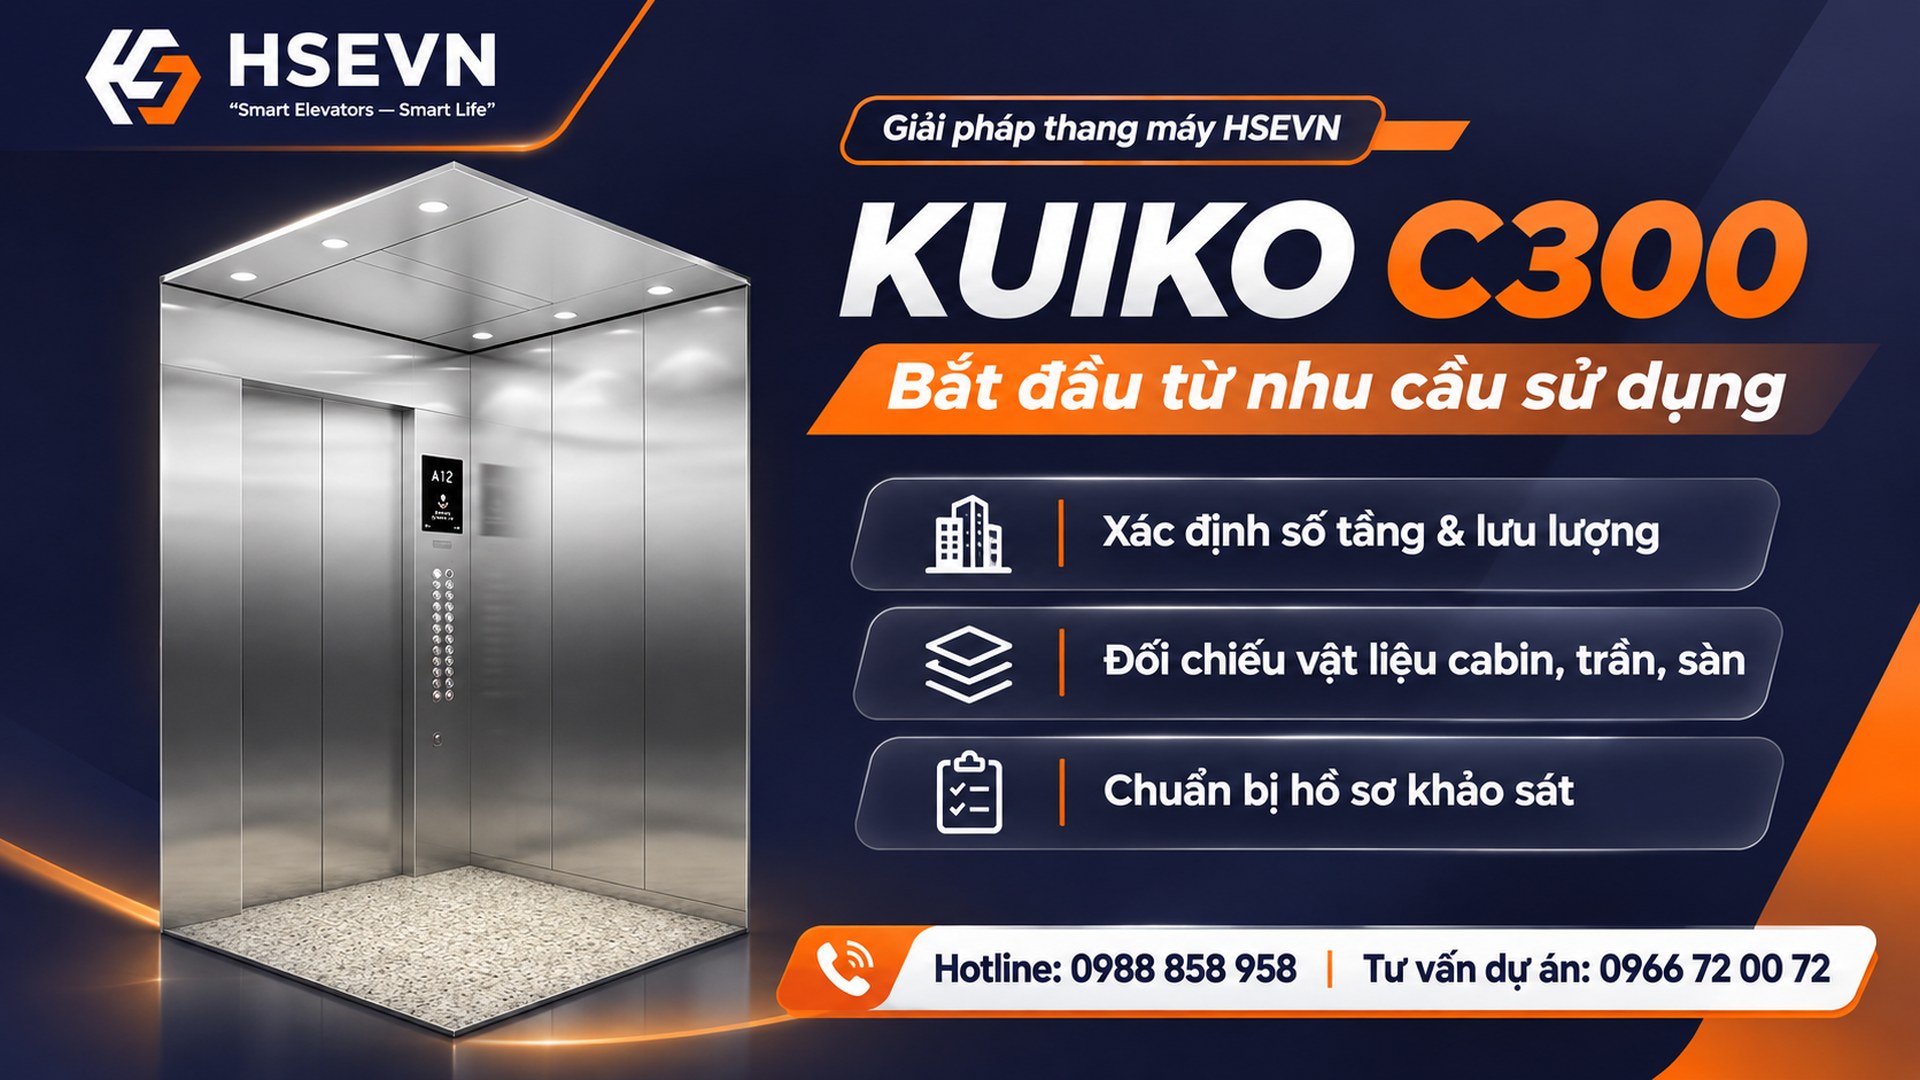 HSEVN
“Smart Elevators — Smart Life”
Giải pháp thang máy HSEVN
KUIKO C300
Bắt đầu từ nhu cầu sử dụng
A12
Xác định số tầng & lưu lượng
Đối chiếu vật liệu cabin, trần, sàn
Chuẩn bị hồ sơ khảo sát
Hotline: 0988 858 958 | Tư vấn dự án: 0966 72 00 72